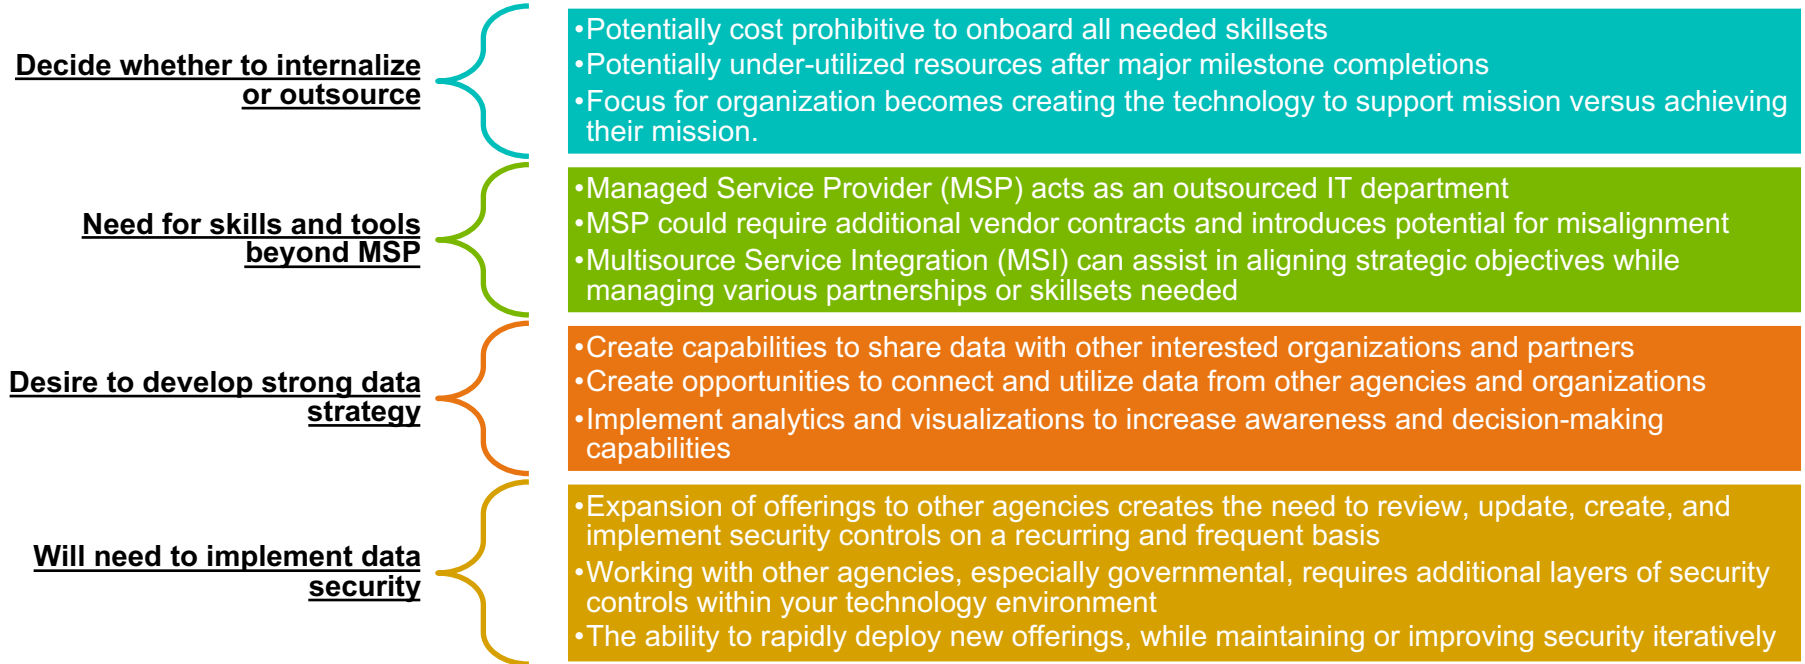 Decide whether to internalize
or outsource
•Potentially cost prohibitive to onboard all needed skillsets
•Potentially under-utilized resources after major milestone completions
•Focus for organization becomes creating the technology to support mission versus achieving
their mission.
Need for skills and tools
beyond MSP
•Managed Service Provider (MSP) acts as an outsourced IT department
•MSP could require additional vendor contracts and introduces potential for misalignment
•Multisource Service Integration (MSI) can assist in aligning strategic objectives while
managing various partnerships or skillsets needed
Desire to develop strong data
strategy
•Create capabilities to share data with other interested organizations and partners
•Create opportunities to connect and utilize data from other agencies and organizations
•Implement analytics and visualizations to increase awareness and decision-making
capabilities
Will need to implement data
security
•Expansion of offerings to other agencies creates the need to review, update, create, and
implement security controls on a recurring and frequent basis
•Working with other agencies, especially governmental, requires additional layers of security
controls within your technology environment
•The ability to rapidly deploy new offerings, while maintaining or improving security iteratively